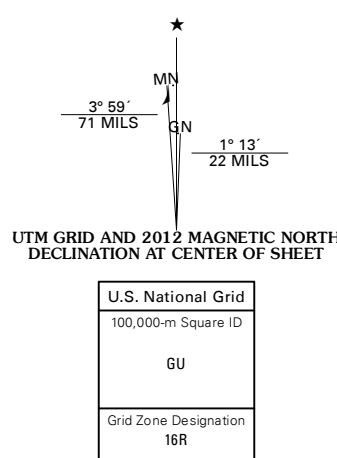 ★
MN
3° 59´
71 MILS
GN
1° 13´
22 MILS
UTM GRID AND 2012 MAGNETIC NORTH
DECLINATION AT CENTER OF SHEET
U.S. National Grid
100,000-m Square ID
GU
Grid Zone Designation
16R